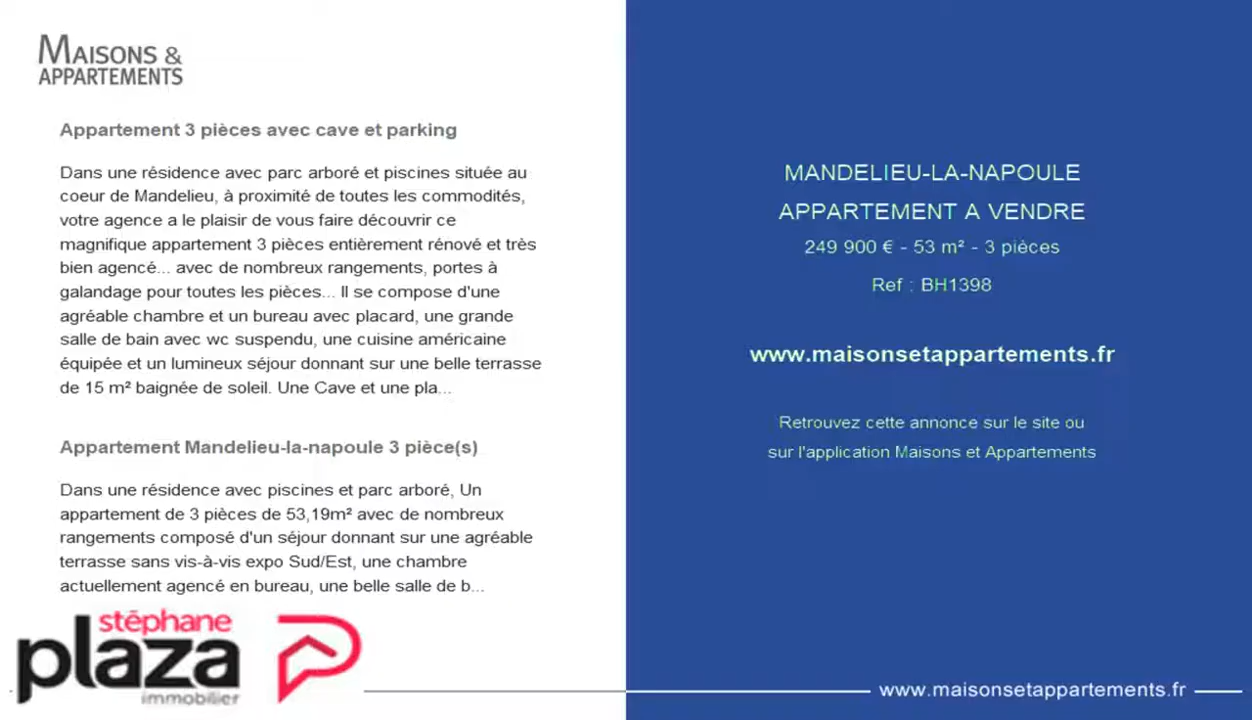 MAISONS &
APPARTEMENTS
Appartement 3 pièces avec cave et parking
Dans une résidence avec parc arboré et piscines située au
coeur de Mandelieu, à proximité de toutes les commodités,
votre agence a le plaisir de vous faire découvrir ce
magnifique appartement 3 pièces entièrement rénové et très
bien agencé... avec de nombreux rangements, portes à
galandage pour toutes les pièces... Il se compose d'une
agréable chambre et un bureau avec placard, une grande
salle de bain avec wc suspendu, une cuisine américaine
équipée et un lumineux séjour donnant sur une belle terrasse
de 15 m² baignée de soleil. Une Cave et une pla...
Appartement Mandelieu-la-napoule 3 pièce(s)
Dans une résidence avec piscines et parc arboré, Un
appartement de 3 pièces de 53,19m² avec de nombreux
rangements composé d'un séjour donnant sur une agréable
terrasse sans vis-à-vis expo Sud/Est, une chambre
actuellement agencé en bureau, une belle salle de b...
stéphane
plaza
immobilier
MANDELIEU-LA-NAPOULE
APPARTEMENT A VENDRE
249 900 € - 53 m² - 3 pièces
Ref : BH1398
www.maisonsetappartements.fr
Retrouvez cette annonce sur le site ou
sur l'application Maisons et Appartements
www.maisonsetappartements.fr